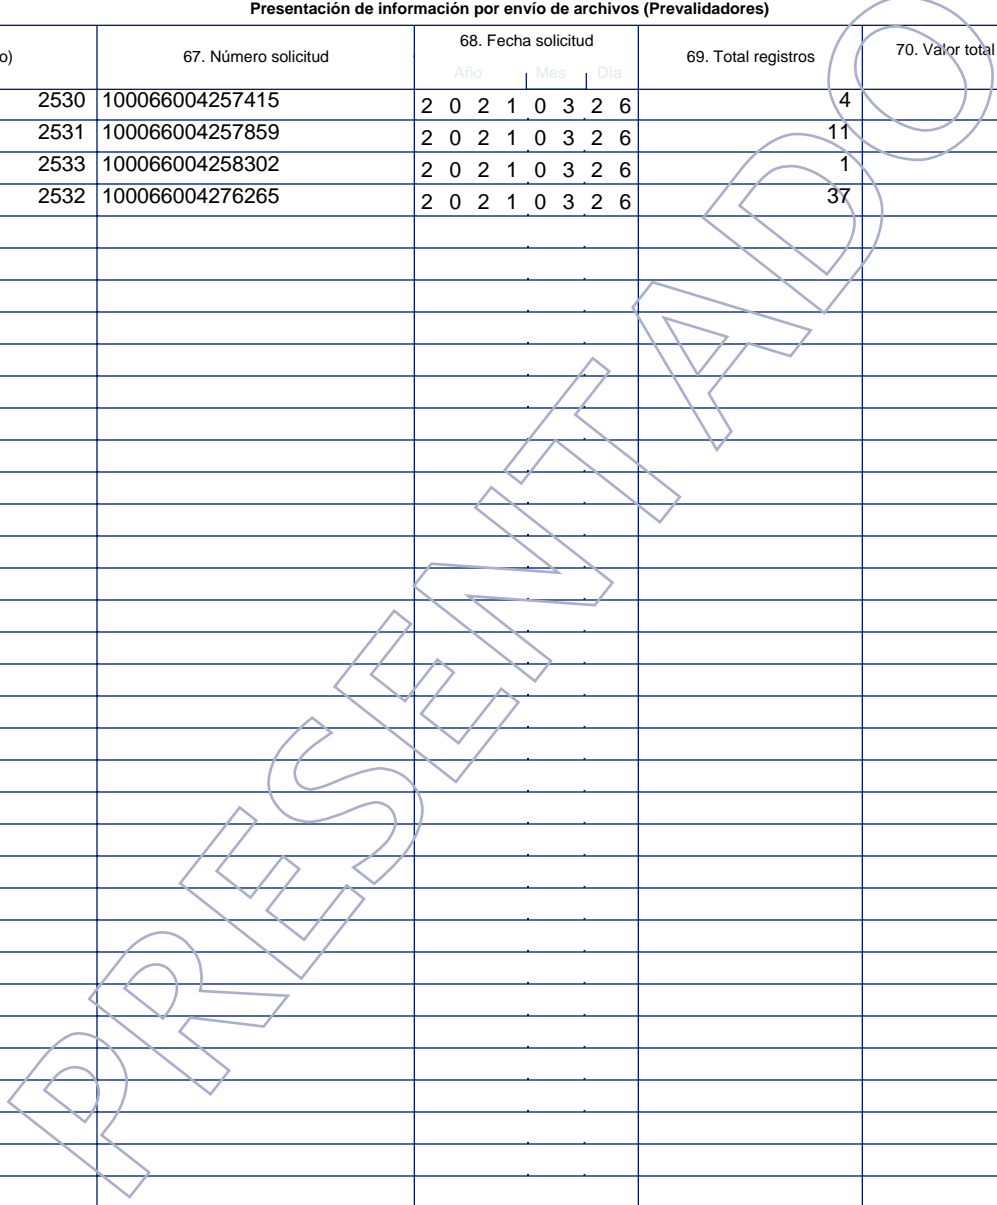 Presentación de información por envío de archivos (Prevalidadores)
o) 67. Número solicitud 68. Fecha solicitud 69. Total registros 70. Valor total
Año Mes Día
2530 100066004257415 2 0 2 1 0 3 2 6 4
2531 100066004257859 2 0 2 1 0 3 2 6 11
2533 100066004258302 2 0 2 1 0 3 2 6 1
2532 100066004276265 2 0 2 1 0 3 2 6 37
PRESENTADO